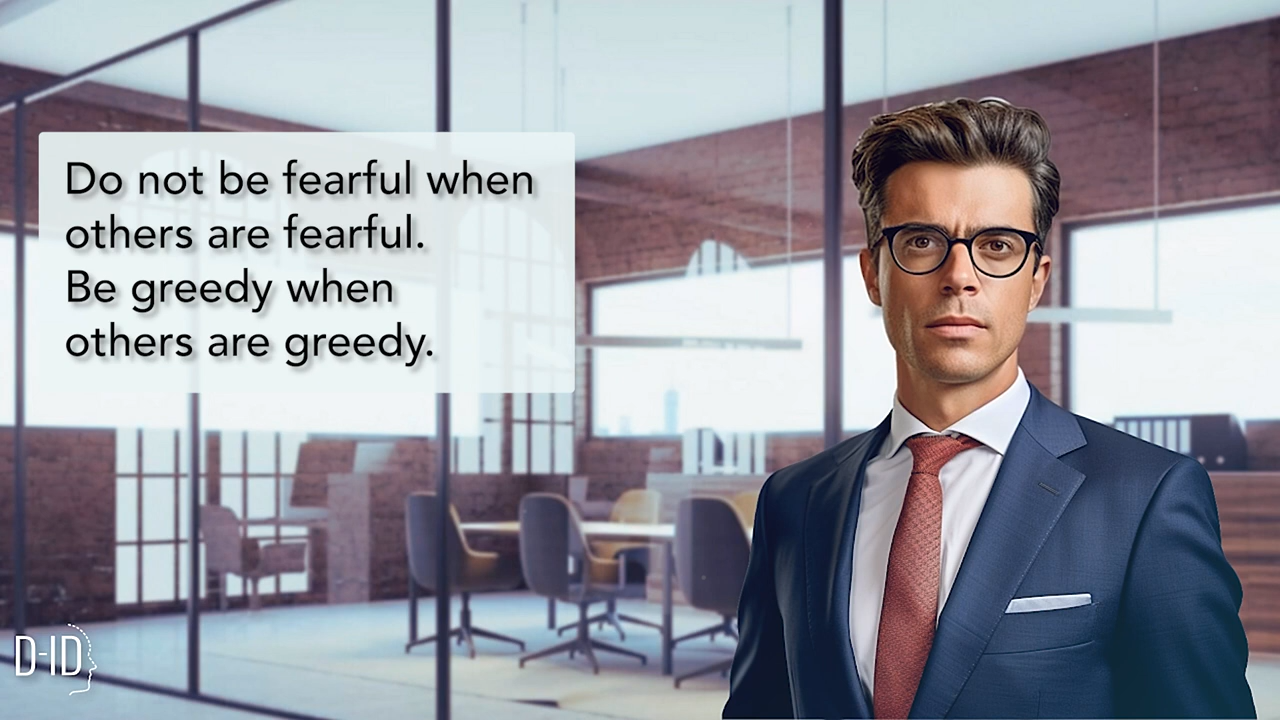 Do not be fearful when
others are fearful.
Be greedy when
others are greedy.
D-ID